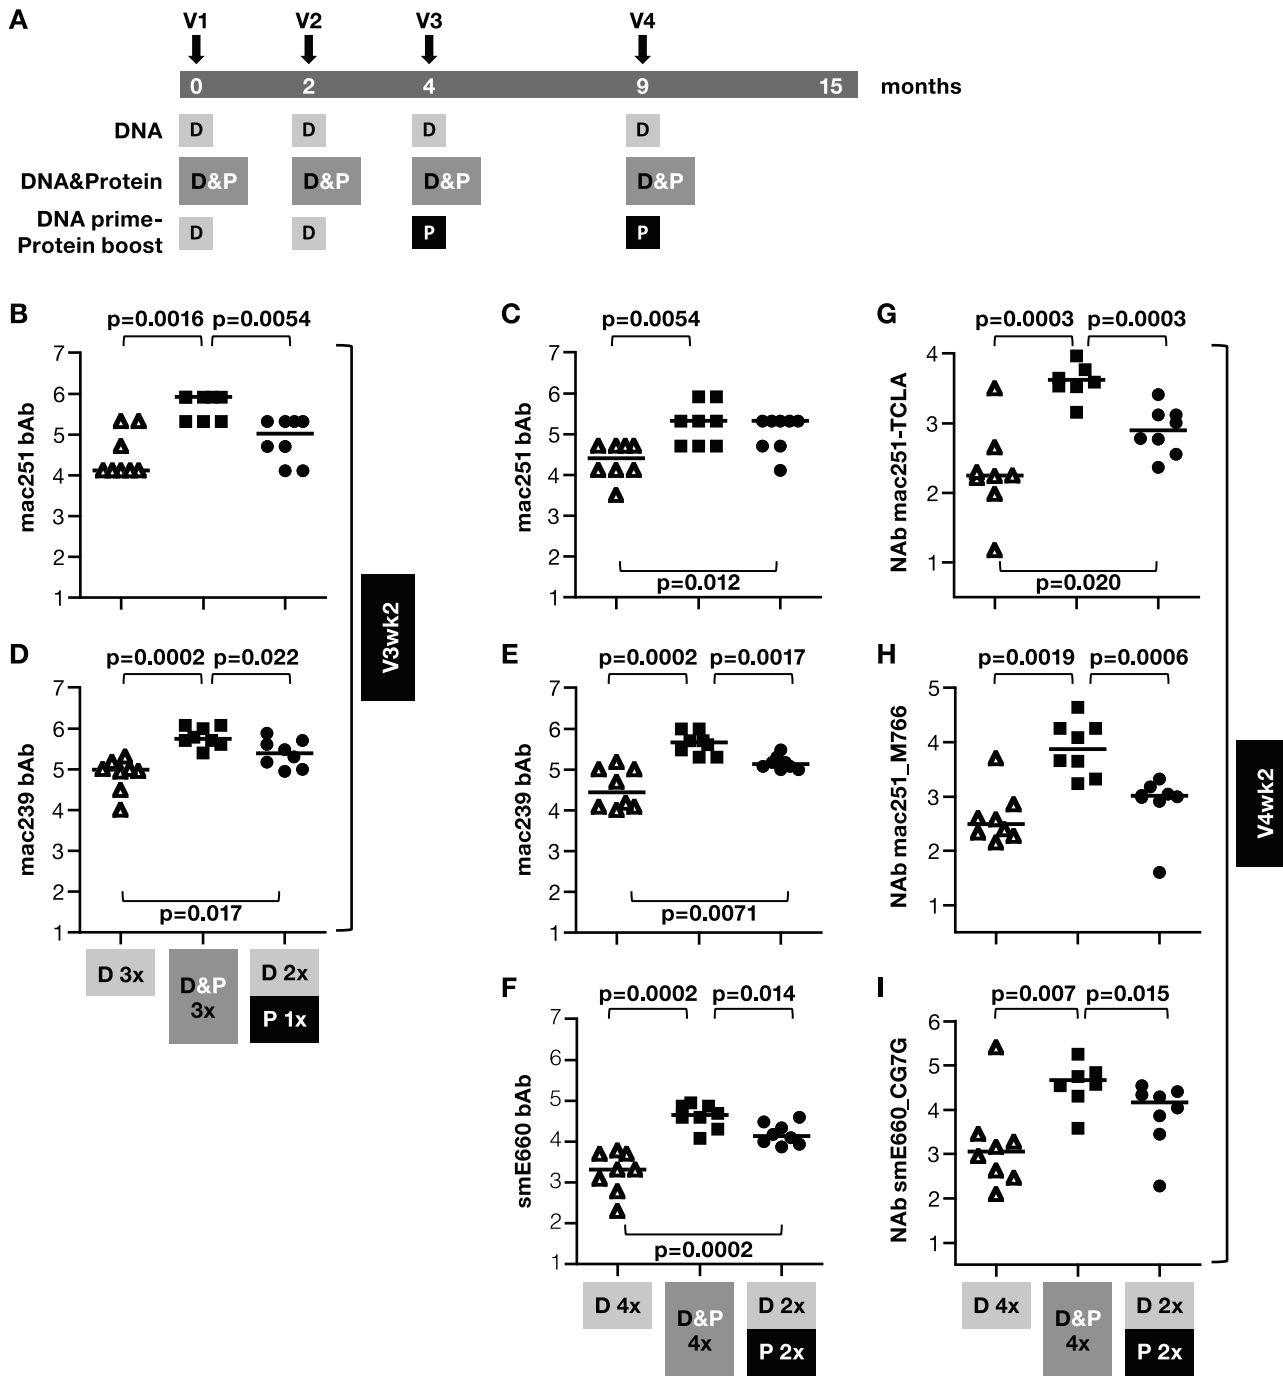 A
V1 V2 V3 V4
0 2 4 9 15 months
DNA D D D D
DNA&Protein D&P D&P D&P D&P
DNA prime-
Protein boost D D P P
B
p=0.0016 p=0.0054
mac251 bAb
7
6
5
4
3
2
1
C
p=0.0054
mac251 bAb
7
6
5
4
3
2
1
p=0.012
G
p=0.0003 p=0.0003
NAb mac251-TCLA
4
3
2
1
p=0.020
V3wk2
D
p=0.0002 p=0.022
mac239 bAb
7
6
5
4
3
2
1
p=0.017
D 3x
D&P
3x
D 2x
P 1x
E
p=0.0002 p=0.0017
mac239 bAb
7
6
5
4
3
2
1
p=0.0071
H
p=0.0019 p=0.0006
NAb mac251_M766
5
4
3
2
1
V4wk2
F
p=0.0002 p=0.014
smE660 bAb
7
6
5
4
3
2
1
p=0.0002
D 4x
D&P
4x
D 2x
P 2x
I
p=0.007 p=0.015
NAb smE660_CG7G
6
5
4
3
2
1
D 4x
D&P
4x
D 2x
P 2x